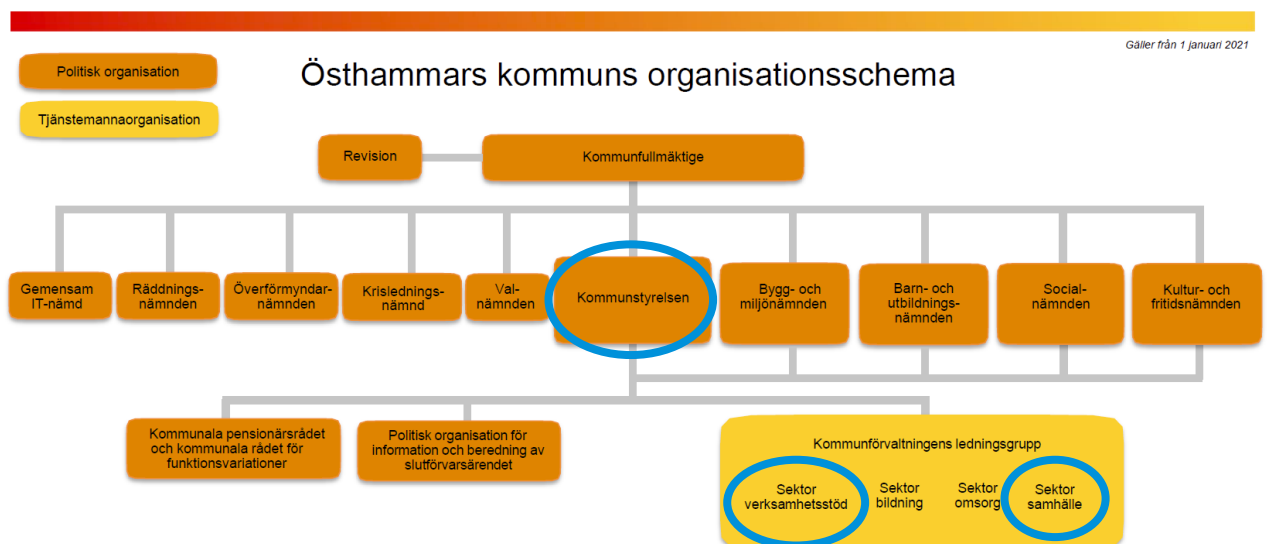 Gäller från 1 januari 2021
Politisk organisation
Östhammars kommuns organisationsschema
Tjänstemannaorganisation
Revision
Kommunfullmäktige
Gemensam
IT-nämd
Räddnings-
nämnden
Överförmyndar-
nämnden
Krislednings-
nämnd
Val-
nämnden
Kommunstyrelsen
Bygg- och
miljönämnden
Barn- och
utbildnings-
nämnden
Social-
nämnden
Kultur- och
fritidsnämnden
Kommunala pensionärsrådet
och kommunala rådet för
funktionsvariationer
Politisk organisation för
information och beredning av
slutförvarsärendet
Kommunförvaltningens ledningsgrupp
Sektor
verksamhetsstöd
Sektor
bildning
Sektor
omsorg
Sektor
samhälle